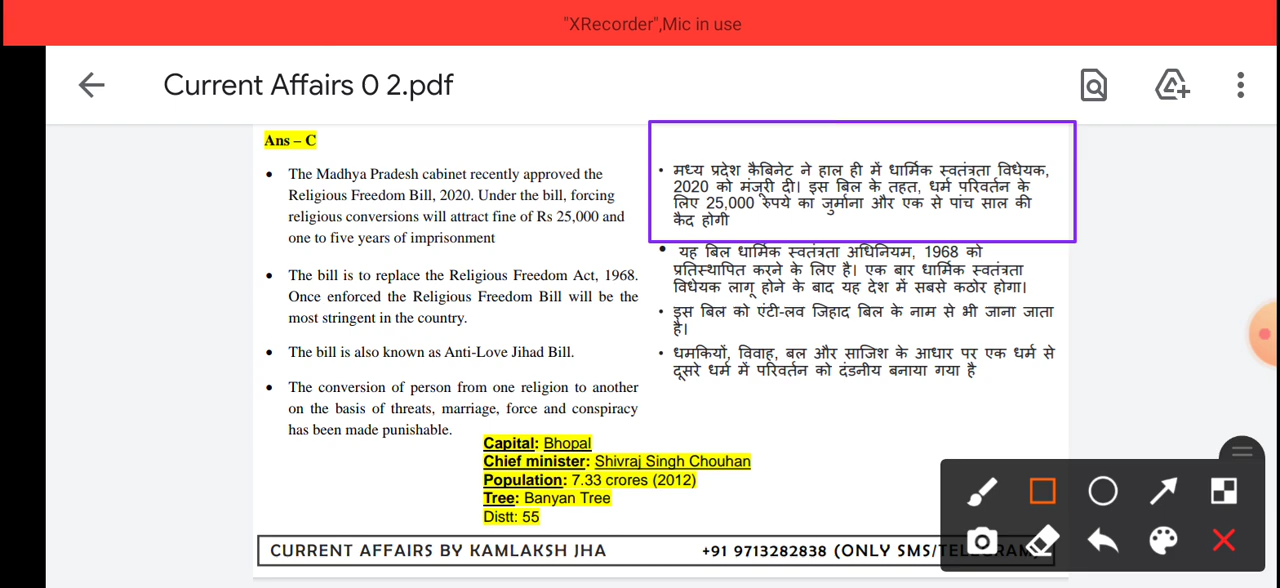 "XRecorder",Mic in use
Current Affairs 0 2.pdf
Ans – C
• The Madhya Pradesh cabinet recently approved the
Religious Freedom Bill, 2020. Under the bill, forcing
religious conversions will attract fine of Rs 25,000 and
one to five years of imprisonment
• The bill is to replace the Religious Freedom Act, 1968.
Once enforced the Religious Freedom Bill will be the
most stringent in the country.
• The bill is also known as Anti-Love Jihad Bill.
• The conversion of person from one religion to another
on the basis of threats, marriage, force and conspiracy
has been made punishable.
• मध्य प्रदेश कैबिनेट ने हाल ही में धार्मिक स्वतंत्रता विधेयक,
2020 को मंजूरी दी। इस बिल के तहत, धर्म परिवर्तन के
लिए 25,000 रुपये का जुर्माना और एक से पांच साल की
कैद होगी
• यह बिल धार्मिक स्वतंत्रता अधिनियम, 1968 को
प्रतिस्थापित करने के लिए है। एक बार धार्मिक स्वतंत्रता
विधेयक लागू होने के बाद यह देश में सबसे कठोर होगा।
• इस बिल को एंटी-लव जिहाद बिल के नाम से भी जाना जाता
है।
• धमकियों, विवाह, बल और साजिश के आधार पर एक धर्म से
दूसरे धर्म में परिवर्तन को दंडनीय बनाया गया है
Capital: Bhopal
Chief minister: Shivraj Singh Chouhan
Population: 7.33 crores (2012)
Tree: Banyan Tree
Distt: 55
CURRENT AFFAIRS BY KAMLAKSH JHA
+91 9713282838 (ONLY SMS/TELEGRAM)